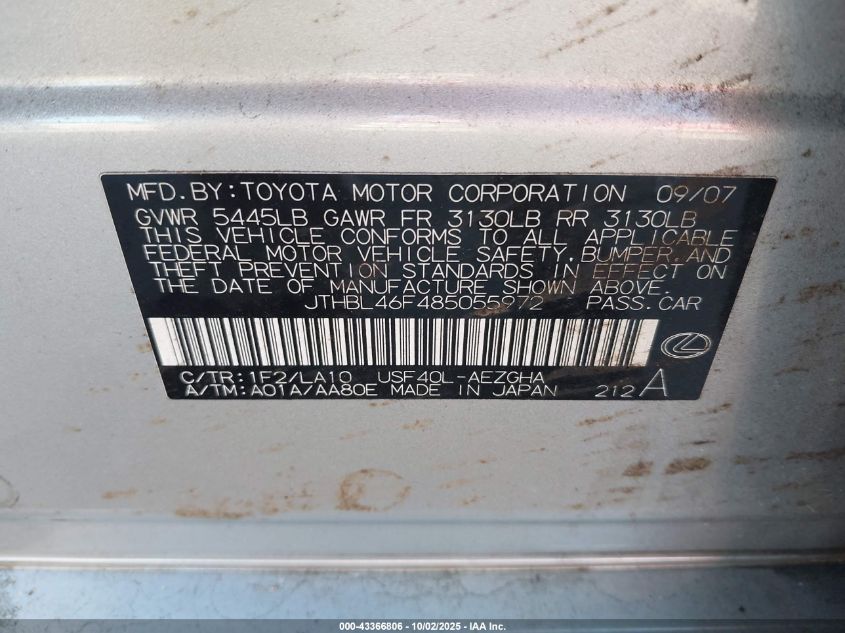 MFD.BY:TOYOTA MOTOR CORPORATION 09/07
GVWR 5445LB GAWR FR 3130LB RR 3130LB
THIS VEHICLE CONFORMS TO ALL APPLICABLE
FEDERAL MOTOR VEHICLE SAFETY,BUMPER,AND
THEFT PREVENTION STANDARDS IN EFFECT ON
THE DATE OF MANUFACTURE SHOWN ABOVE.
JTHBL46F485055972 PASS.CAR
C/TR:1F2/LA10 USF40L-AEZGHA
A/TM:A01A/AA80E MADE IN JAPAN 212A
000-43366806 - 10/02/2025 - IAA Inc.